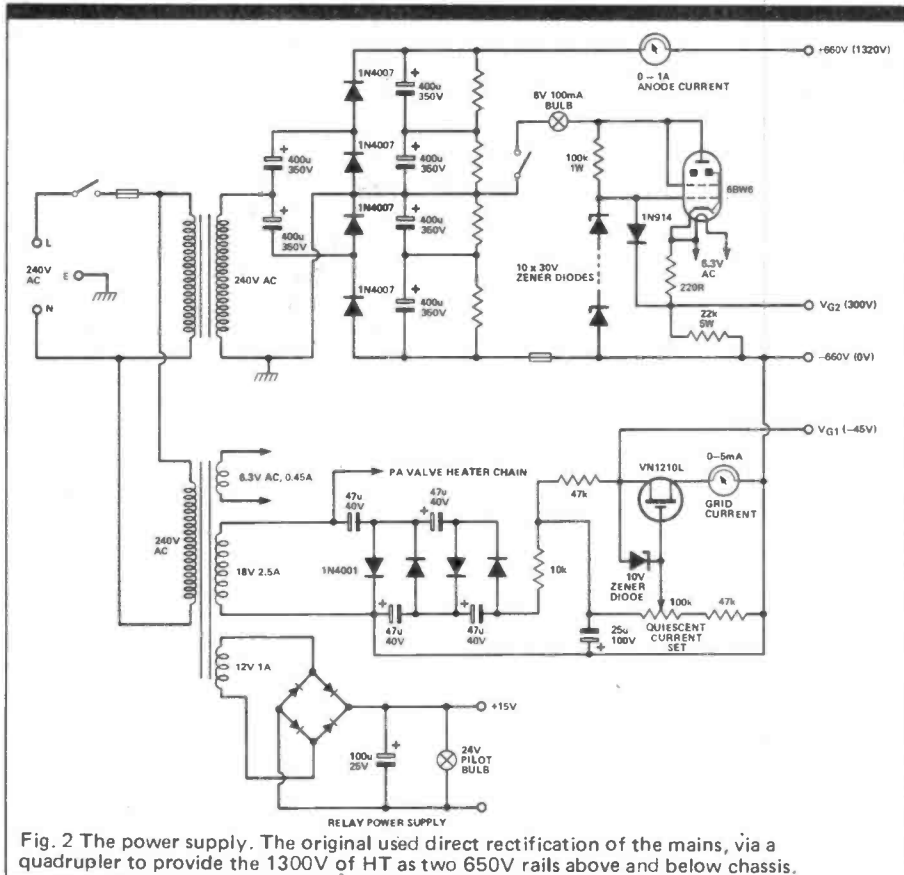 +660V (1320V)
0 – 1A
ANODE CURRENT
1N4007
400u
350V
8V 100mA
BULB
1N4007
400u
350V
400u
350V
100k
1W
6BW6
1N4007
400u
350V
400u
350V
1N914
L
240V
AC
E
N
240V AC
10 x 30V
ZENER DIODES
6.3V
AC
220R
1N4007
400u
350V
VG2 (300V)
22k
5W
–660V (0V)
VG1 (–45V)
0–5mA
GRID
CURRENT
VN1210L
6.3V AC, 0.45A
PA VALVE HEATER CHAIN
47u
40V
47u
40V
47k
240V
AC
18V 2.5A
1N4001
10k
10V
ZENER
DIODE
100k
47k
QUIESCENT
CURRENT
SET
47u
40V
47u
40V
25u
100V
12V 1A
+15V
100u
25V
24V
PILOT
BULB
RELAY POWER SUPPLY
Fig. 2 The power supply. The original used direct rectification of the mains, via a
quadrupler to provide the 1300V of HT as two 650V rails above and below chassis.